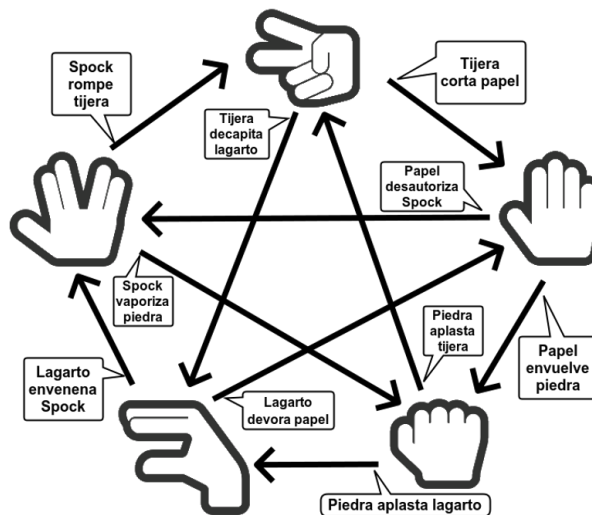 Spock
rompe
tijera
Tijera
corta papel
Tijera
decapita
lagarto
Papel
desautoriza
Spock
Spock
vaporiza
piedra
Piedra
aplasta
tijera
Papel
envuelve
piedra
Lagarto
envenena
Spock
Lagarto
devora papel
Piedra aplasta lagarto